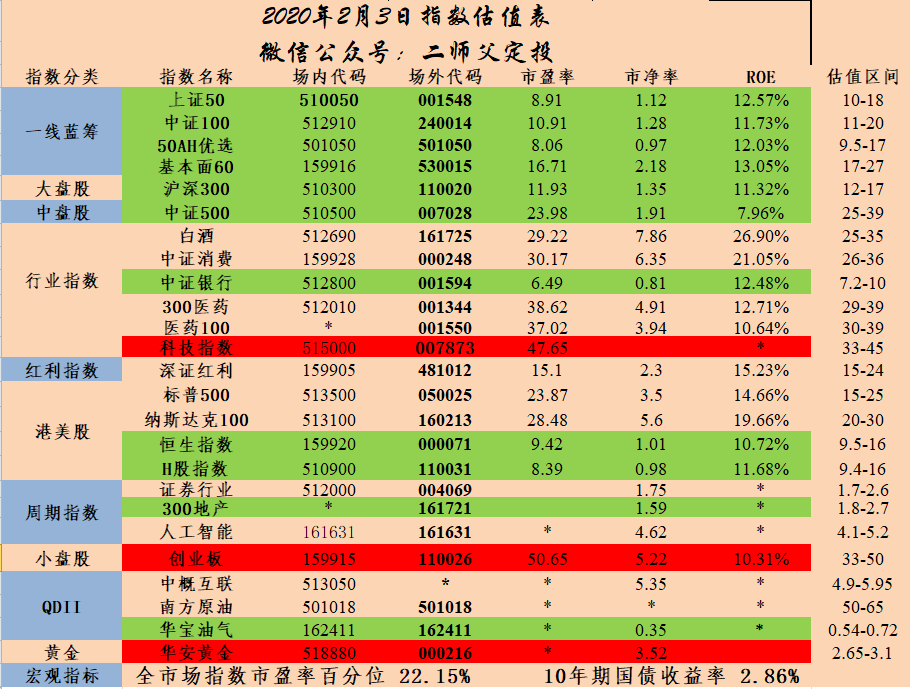 2020年2月3日指数估值表
微信公众号：二师父定投
指数分类 指数名称 场内代码 场外代码 市盈率 市净率 ROE 估值区间
上证50 510050 001548 8.91 1.12 12.57% 10-18
一线蓝筹 中证100 512910 240014 10.91 1.28 11.73% 11-20
50AH优选 501050 501050 8.06 0.97 12.03% 9.5-17
基本面60 159916 530015 16.71 2.18 13.05% 17-27
大盘股 沪深300 510300 110020 11.93 1.35 11.32% 12-17
中盘股 中证500 510500 007028 23.98 1.91 7.96% 25-39
白酒 512690 161725 29.22 7.86 26.90% 25-35
中证消费 159928 000248 30.17 6.35 21.05% 26-36
行业指数 中证银行 512800 001594 6.49 0.81 12.48% 7.2-10
300医药 512010 001344 38.62 4.91 12.71% 29-39
医药100 * 001550 37.02 3.94 10.64% 30-39
科技指数 515000 007873 47.65 * 33-45
红利指数 深证红利 159905 481012 15.1 2.3 15.23% 15-24
标普500 513500 050025 23.87 3.5 14.66% 15-25
港美股 纳斯达克100 513100 160213 28.48 5.6 19.66% 20-30
恒生指数 159920 000071 9.42 1.01 10.72% 9.5-16
H股指数 510900 110031 8.39 0.98 11.68% 9.4-16
证券行业 512000 004069 1.75 * 1.7-2.6
周期指数 300地产 * 161721 1.59 * 1.8-2.7
人工智能 161631 161631 * 4.62 * 4.1-5.2
小盘股 创业板 159915 110026 50.65 5.22 10.31% 33-50
中概互联 513050 * * 5.35 * 4.9-5.95
QDII 南方原油 501018 501018 * * * 50-65
华宝油气 162411 162411 * 0.35 * 0.54-0.72
黄金 华安黄金 518880 000216 * 3.52 2.65-3.1
宏观指标 全市场指数市盈率百分位 22.15% 10年期国债收益率 2.86%